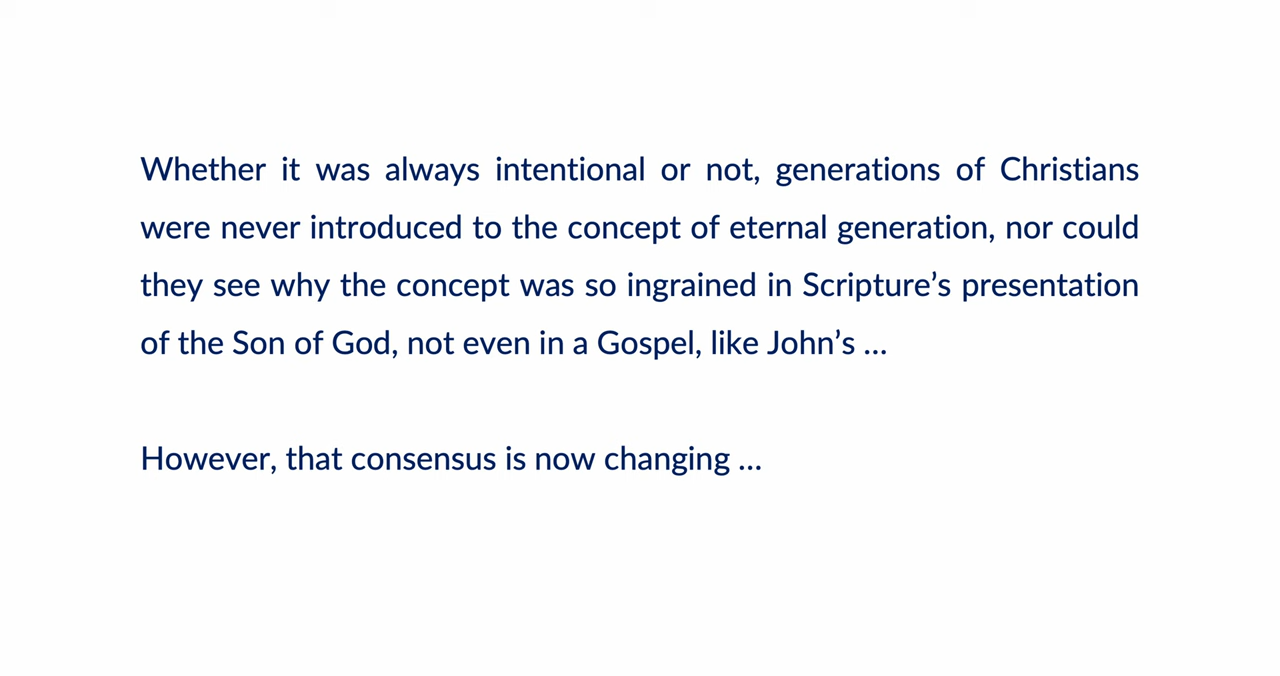 Whether it was always intentional or not, generations of Christians
were never introduced to the concept of eternal generation, nor could
they see why the concept was so ingrained in Scripture’s presentation
of the Son of God, not even in a Gospel, like John’s ...
However, that consensus is now changing ...